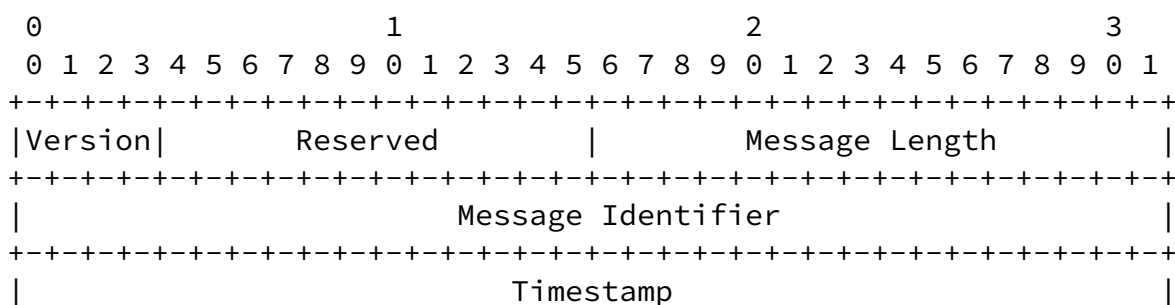 0                   1                   2                   3
 0 1 2 3 4 5 6 7 8 9 0 1 2 3 4 5 6 7 8 9 0 1 2 3 4 5 6 7 8 9 0 1
+-+-+-+-+-+-+-+-+-+-+-+-+-+-+-+-+-+-+-+-+-+-+-+-+-+-+-+-+-+-+-+-+
|Version|       Reserved        |        Message Length         |
+-+-+-+-+-+-+-+-+-+-+-+-+-+-+-+-+-+-+-+-+-+-+-+-+-+-+-+-+-+-+-+-+
|                        Message Identifier                     |
+-+-+-+-+-+-+-+-+-+-+-+-+-+-+-+-+-+-+-+-+-+-+-+-+-+-+-+-+-+-+-+-+
|                           Timestamp                           |